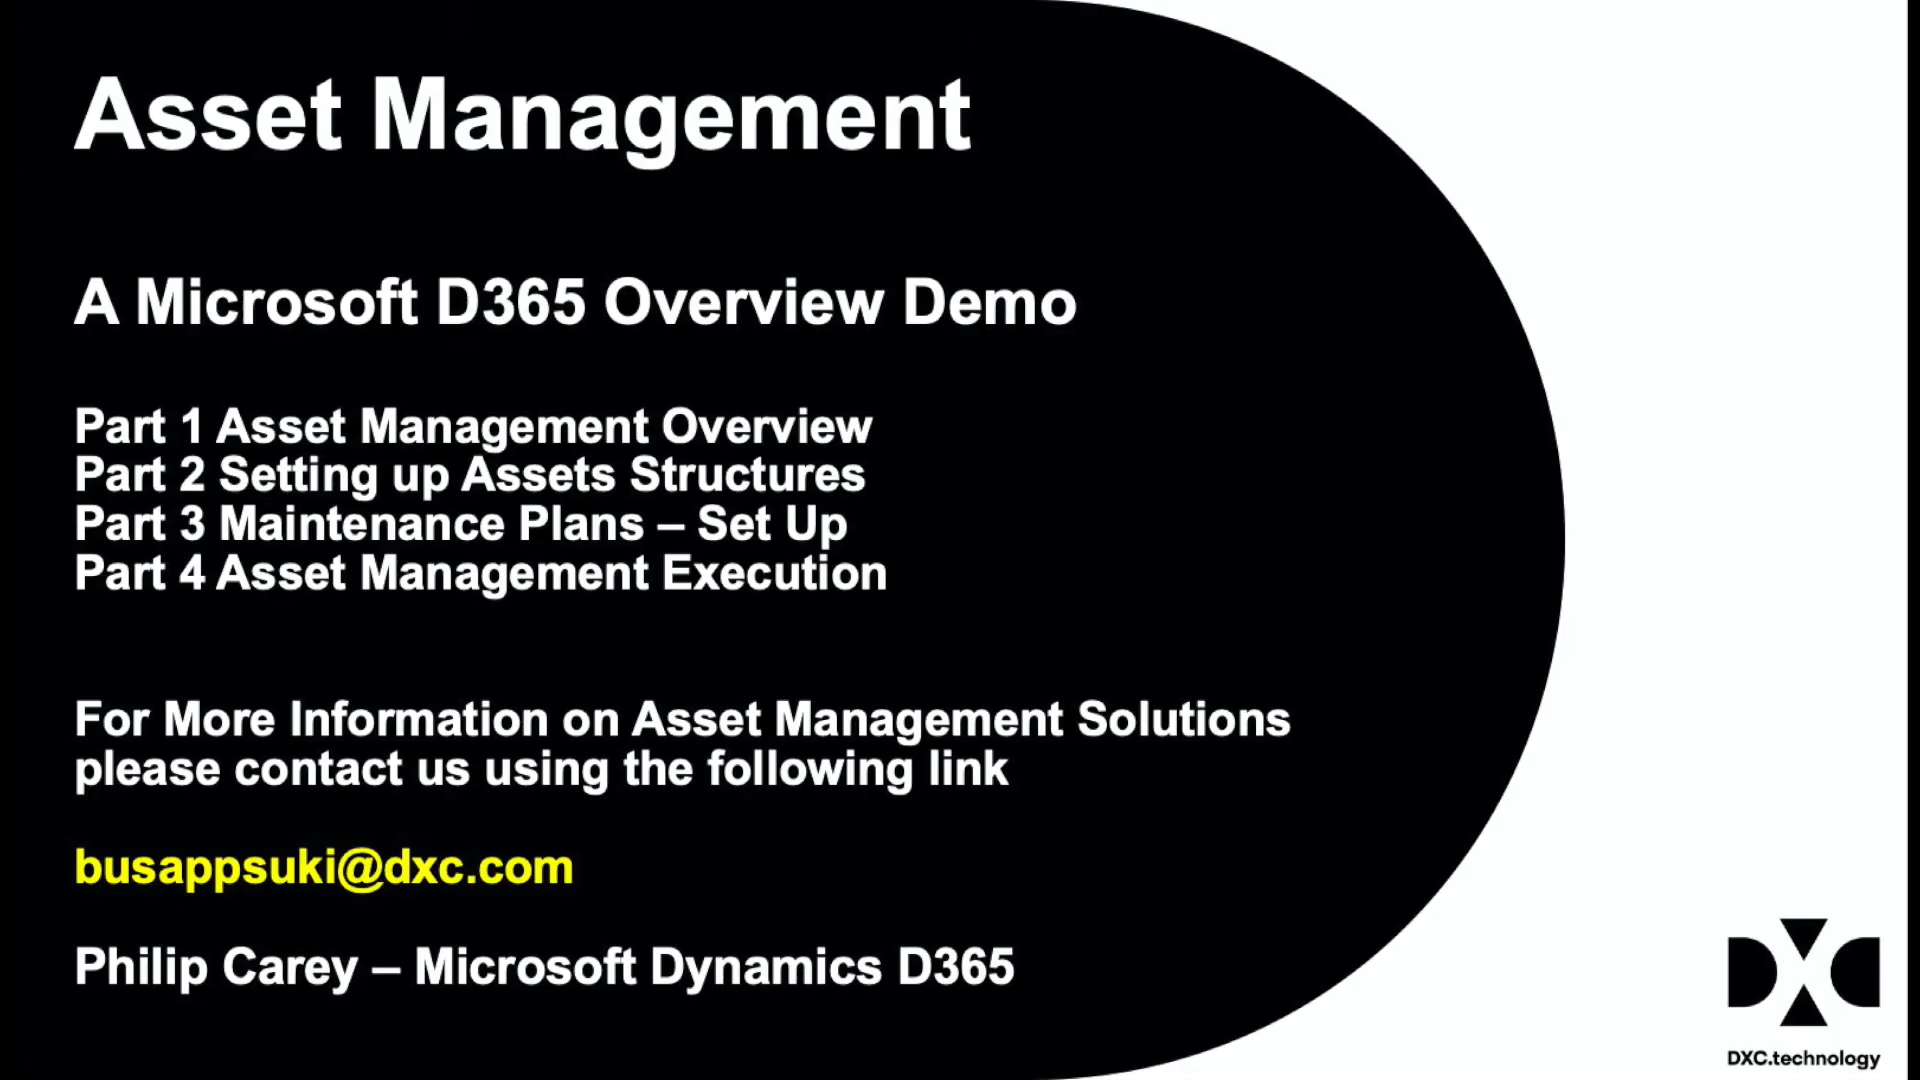 Asset Management
A Microsoft D365 Overview Demo
Part 1 Asset Management Overview
Part 2 Setting up Assets Structures
Part 3 Maintenance Plans – Set Up
Part 4 Asset Management Execution
For More Information on Asset Management Solutions
please contact us using the following link
busappsuki@dxc.com
Philip Carey – Microsoft Dynamics D365
DXC
DXC.technology